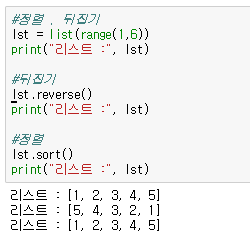 #정렬 . 뒤집기
lst = list(range(1,6))
print("리스트 :", lst)
#뒤집기
lst.reverse()
print("리스트 :", lst)
#정렬
lst.sort()
print("리스트 :", lst)
리스트 : [1, 2, 3, 4, 5]
리스트 : [5, 4, 3, 2, 1]
리스트 : [1, 2, 3, 4, 5]